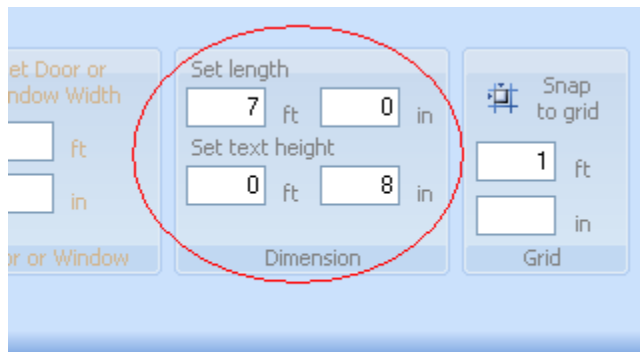 et Door or
ndow Width
ft
in
or or Window
Set length
7 ft 0 in
Set text height
0 ft 8 in
Dimension
Snap
to grid
1 ft
in
Grid